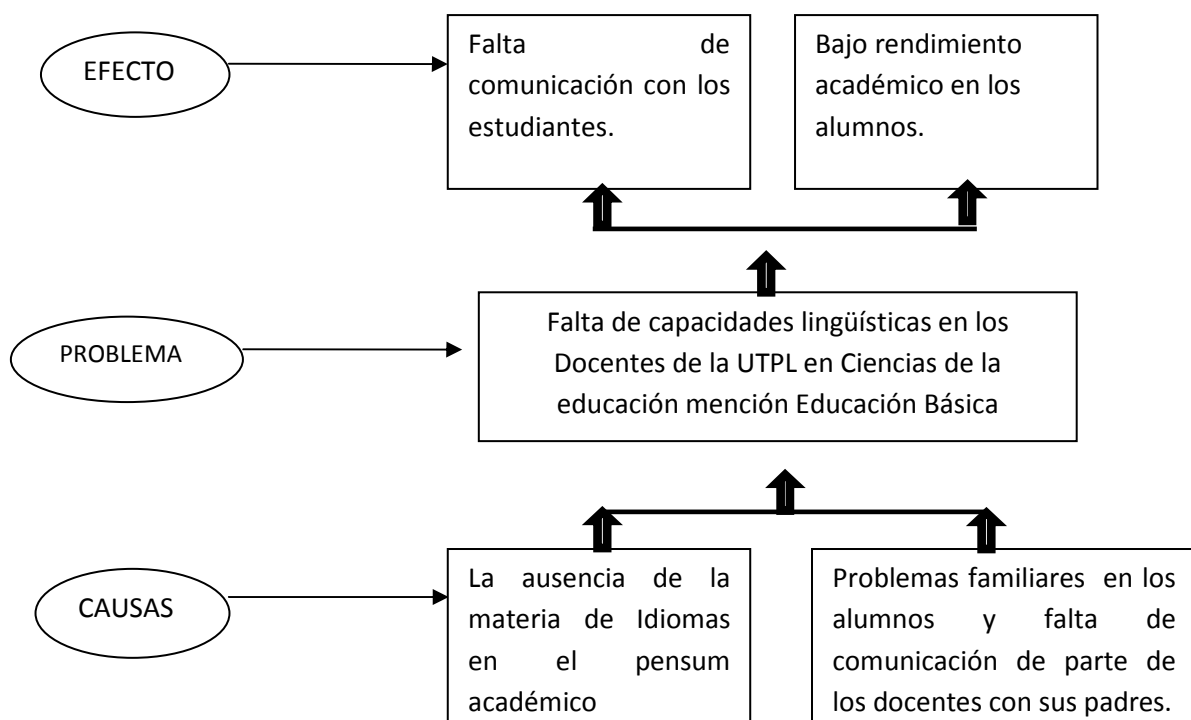 EFECTO
Falta de
comunicación con los
estudiantes.
Bajo rendimiento
académico en los
alumnos.
PROBLEMA
Falta de capacidades lingüísticas en los
Docentes de la UTPL en Ciencias de la
educación mención Educación Básica
CAUSAS
La ausencia de la
materia de Idiomas
en el pensum
académico
Problemas familiares en los
alumnos y falta de
comunicación de parte de
los docentes con sus padres.